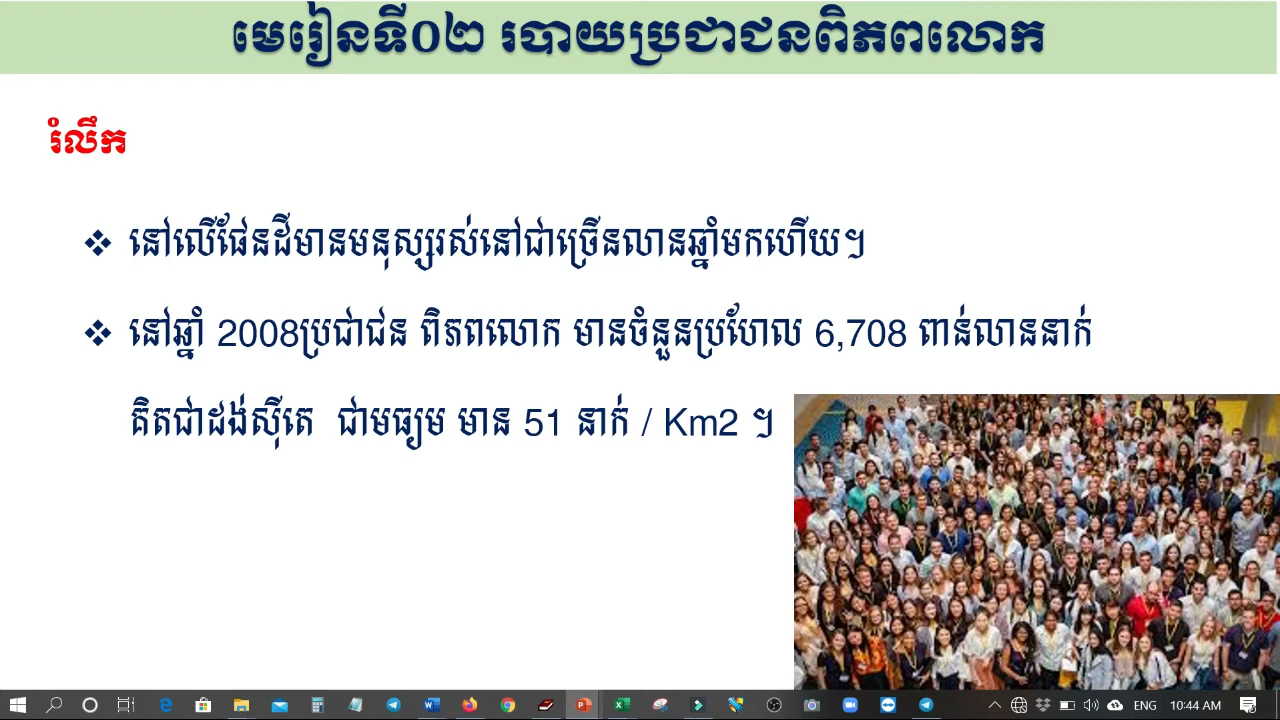 មេរៀនទី០២ របាយប្រជាជនពិភពលោក
រំលឹក
❖ នៅលើផែនដីមានមនុស្សរស់នៅជាច្រើនលានឆ្នាំមកហើយ។
❖ នៅឆ្នាំ 2008ប្រជាជន ពិភពលោក មានចំនួនប្រហែល 6,708 ពាន់លាននាក់
គិតជាដង់ស៊ីតេ ជាមធ្យម មាន 51 នាក់ / Km2 ។
ENG 10:44 AM